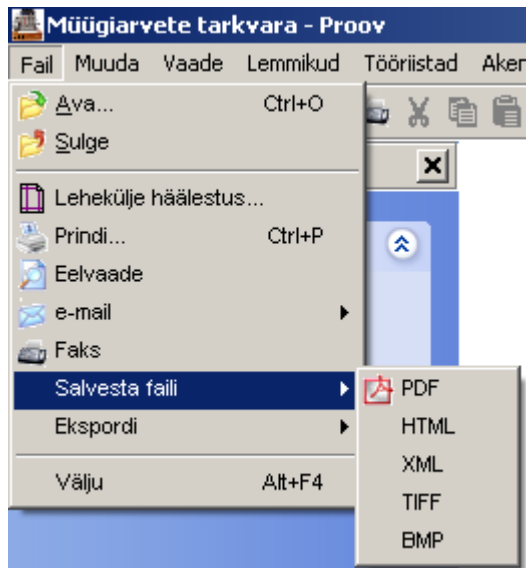 Müügiarvete tarkvara - Proov
Fail Muuda Vaade Lemmikud Tööriistad Aken
Ava... Ctrl+O
Sulge
Lehekülje häälestus...
Prindi... Ctrl+P
Eelvaade
e-mail
Faks
Salvesta faili
Ekspordi
Välju Alt+F4
PDF
HTML
XML
TIFF
BMP